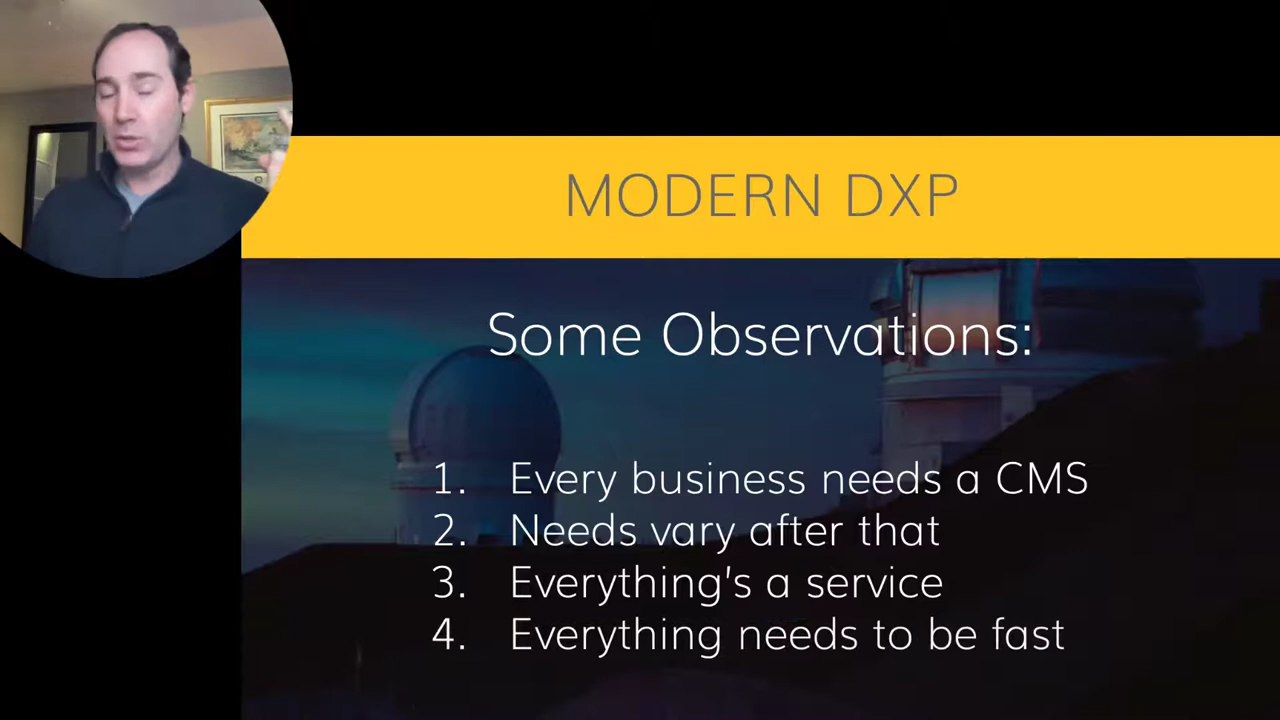 MODERN DXP
Some Observations:
1. Every business needs a CMS
2. Needs vary after that
3. Everything's a service
4. Everything needs to be fast